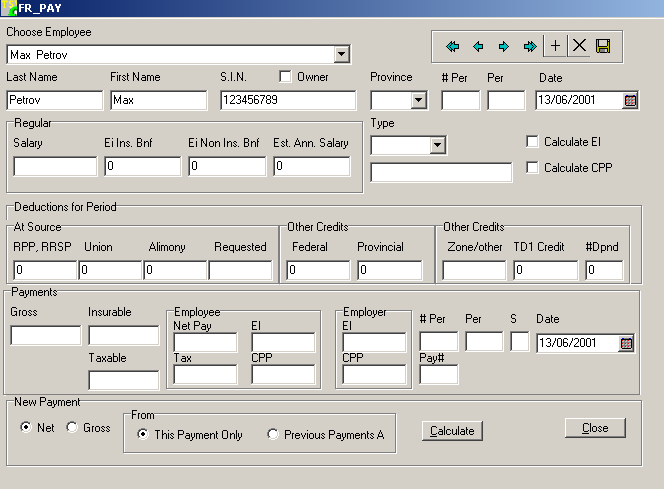 FR_PAY
Choose Employee
Max Petrov
Last Name First Name S.I.N. Owner Province # Per Per Date
Petrov Max 123456789 13/06/2001
Regular Type
Salary Ei Ins. Bnf Ei Non Ins. Bnf Est. Ann. Salary Calculate EI
0 0 0 Calculate CPP
Deductions for Period
At Source Other Credits Other Credits
RPP, RRSP Union Alimony Requested Federal Provincial Zone/other TD1 Credit #Dpnd
0 0 0 0 0 0 0
Payments
Gross Insurable Employee Employer # Per Per S Date
Net Pay EI EI
13/06/2001
Taxable Tax CPP CPP Pay#
New Payment
From
Net Gross This Payment Only Previous Payments A Calculate Close